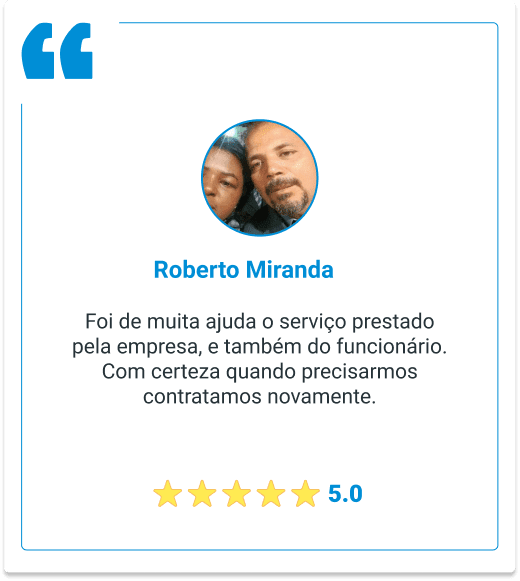 Roberto Miranda
Foi de muita ajuda o serviço prestado
pela empresa, e também do funcionário.
Com certeza quando precisarmos
contratamos novamente.
5.0